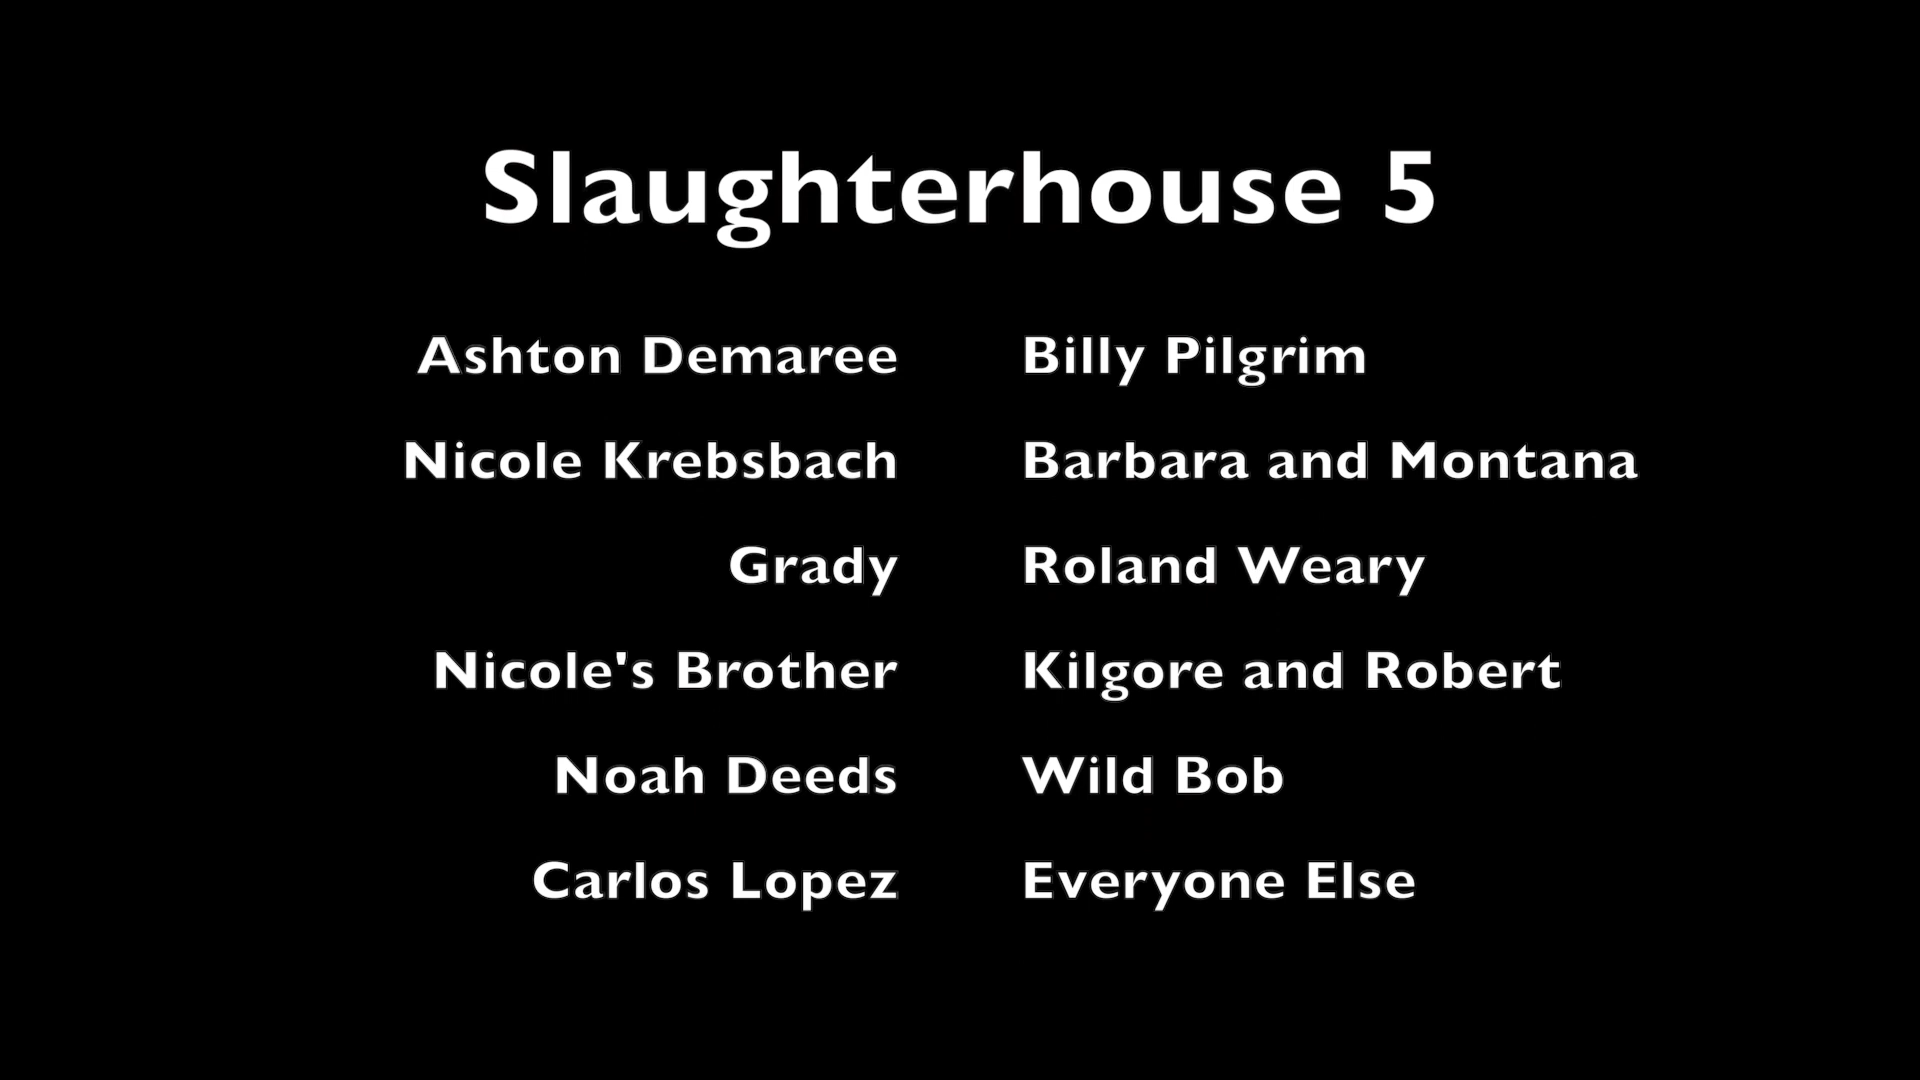 Slaughterhouse 5
Ashton Demaree Billy Pilgrim
Nicole Krebsbach Barbara and Montana
Grady Roland Weary
Nicole's Brother Kilgore and Robert
Noah Deeds Wild Bob
Carlos Lopez Everyone Else